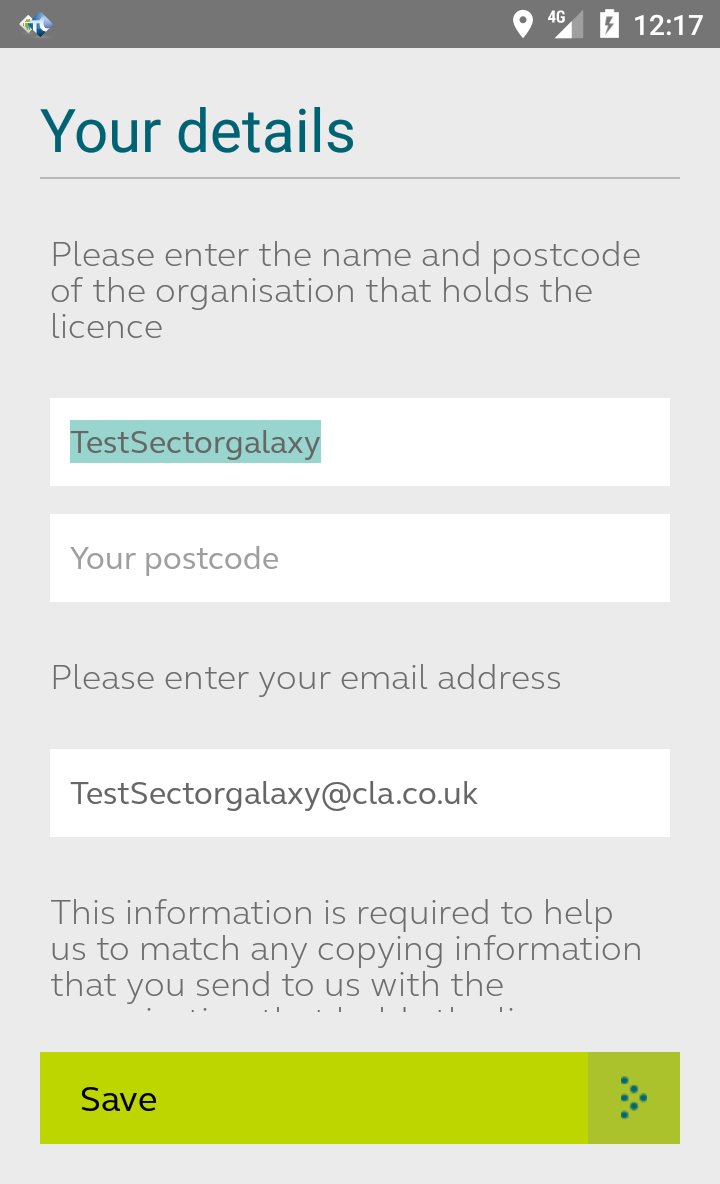 4G 12:17
Your details
Please enter the name and postcode
of the organisation that holds the
licence
TestSectorgalaxy
Your postcode
Please enter your email address
TestSectorgalaxy@cla.co.uk
This information is required to help
us to match any copying information
that you send to us with the
Save